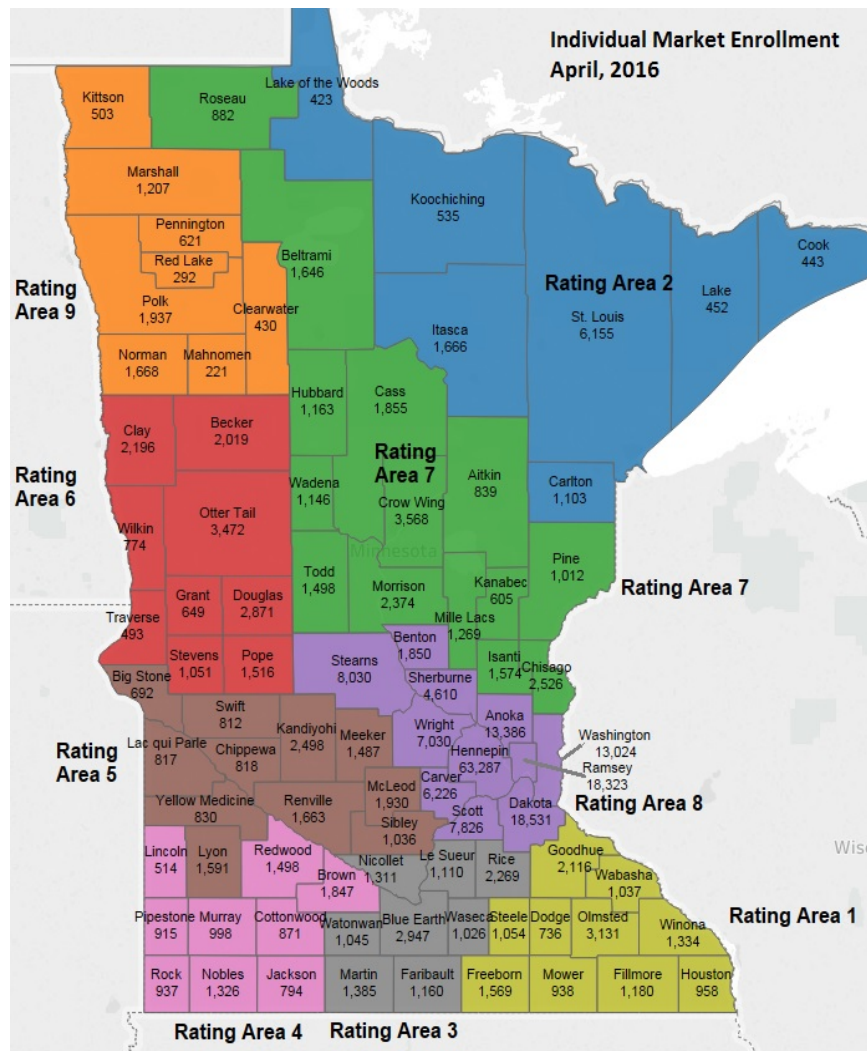 Individual Market Enrollment
April, 2016
Kittson
503
Roseau
882
Lake of the Woods
423
Marshall
1,207
Koochiching
535
Pennington
621
Red Lake
292
Beltrami
1,646
Cook
443
Rating
Area 9
Polk
1,937
Clearwater
430
Rating Area 2
Lake
452
St. Louis
6,155
Itasca
1,666
Norman
1,668
Mahnomen
221
Hubbard
1,163
Cass
1,855
Clay
2,196
Becker
2,019
Rating
Area 6
Rating
Area 7
Aitkin
839
Wadena
1,146
Crow Wing
3,568
Carlton
1,103
Otter Tail
3,472
Wilkin
774
Minnesota
Todd
1,498
Morrison
2,374
Pine
1,012
Kanabec
605
Rating Area 7
Grant
649
Douglas
2,871
Traverse
493
Mille Lacs
1,269
Benton
1,850
Isanti
1,574
Chisago
2,526
Stevens
1,051
Pope
1,516
Stearns
8,030
Big Stone
692
Sherburne
4,610
Swift
812
Kandiyohi
2,498
Meeker
1,487
Wright
7,030
Anoka
13,386
Washington
13,024
Rating
Area 5
Lac qui Parle
817
Chippewa
818
Hennepin
63,287
Ramsey
18,323
McLeod
1,930
Carver
6,226
Rating Area 8
Yellow Medicine
830
Renville
1,663
Scott
7,826
Dakota
18,531
Sibley
1,036
Lincoln
514
Lyon
1,591
Redwood
1,498
Nicollet
1,311
Le Sueur
1,110
Rice
2,269
Goodhue
2,116
Wisc
Brown
1,847
Wabasha
1,037
Pipestone
915
Murray
998
Cottonwood
871
Watonwan
1,045
Blue Earth
2,947
Waseca
1,026
Steele
1,054
Dodge
736
Olmsted
3,131
Winona
1,334
Rating Area 1
Rock
937
Nobles
1,326
Jackson
794
Martin
1,385
Faribault
1,160
Freeborn
1,569
Mower
938
Fillmore
1,180
Houston
958
Rating Area 4
Rating Area 3